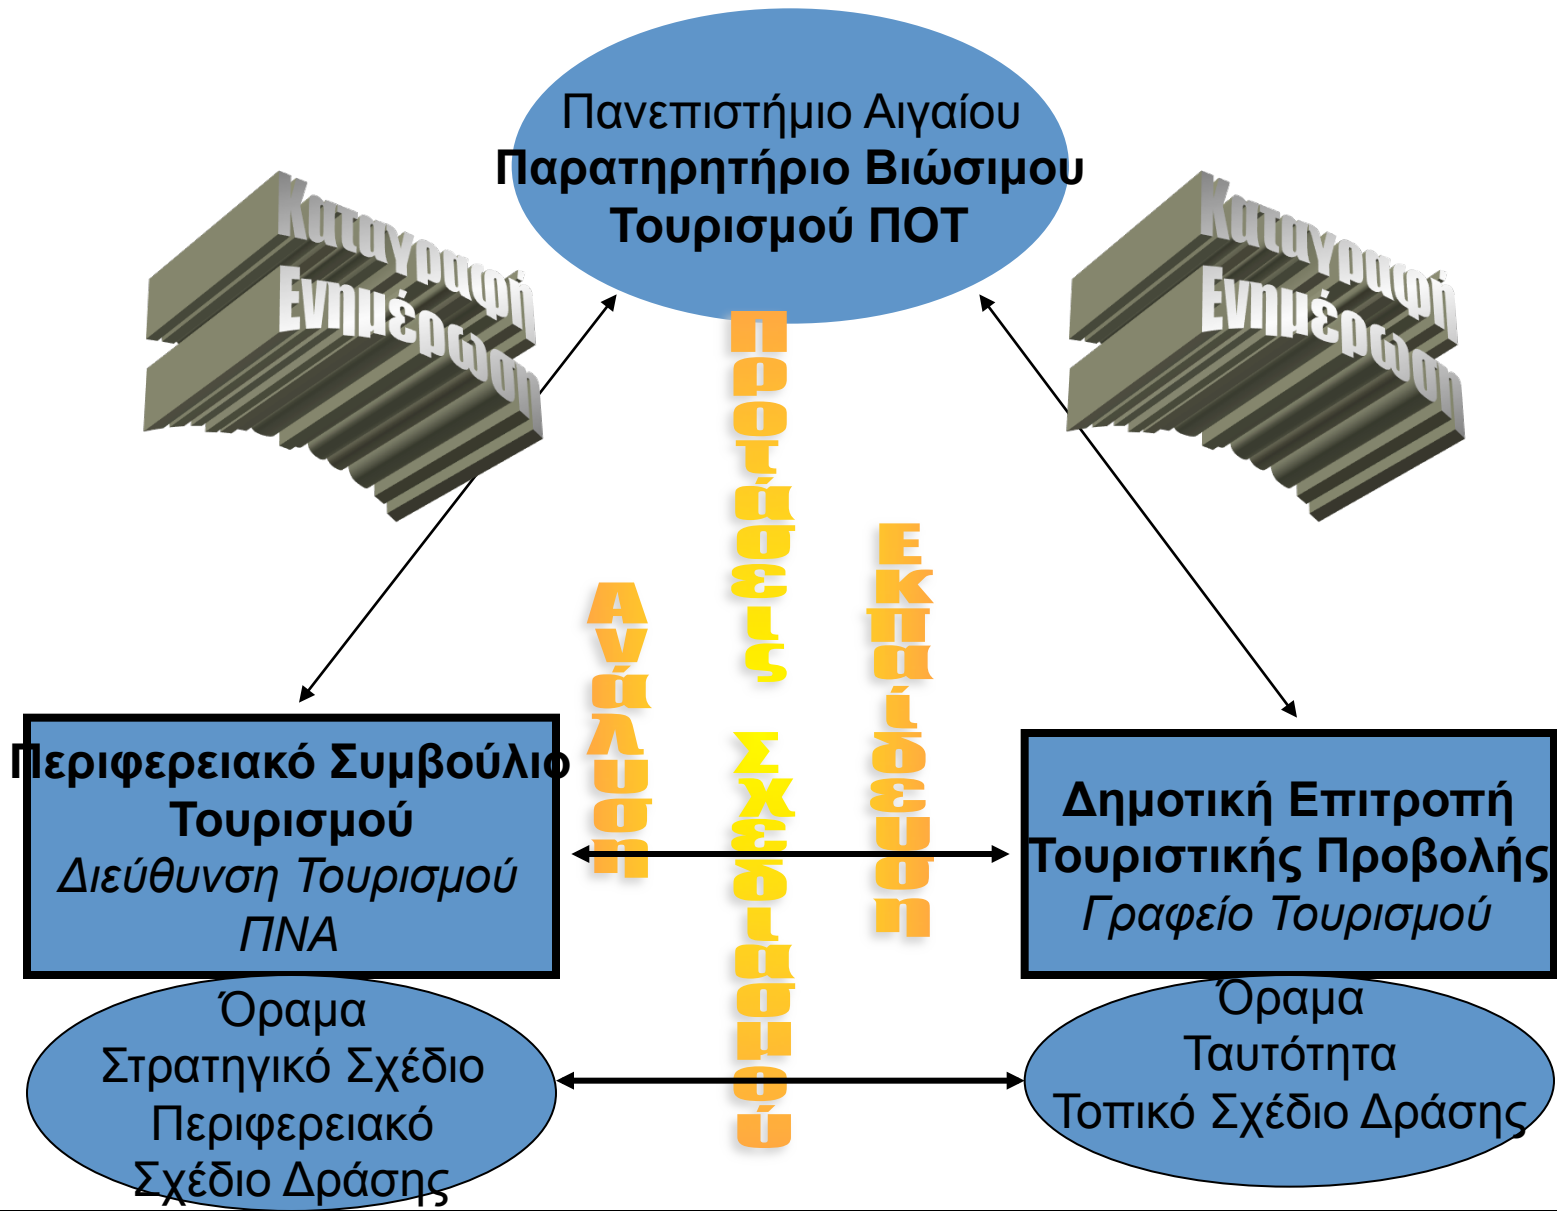 Πανεπιστήμιο Αιγαίου
Παρατηρητήριο Βιώσιμου
Τουρισμού ΠΟΤ
Καταγραφή
Ενημέρωση
Καταγραφή
Ενημέρωση
Ανάλυση
Προτάσεις Σχεδιασμού
Εκπαίδευση
Περιφερειακό Συμβούλιο
Τουρισμού
Διεύθυνση Τουρισμού
ΠΝΑ
Δημοτική Επιτροπή
Τουριστικής Προβολής
Γραφείο Τουρισμού
Όραμα
Στρατηγικό Σχέδιο
Περιφερειακό
Σχέδιο Δράσης
Όραμα
Ταυτότητα
Τοπικό Σχέδιο Δράσης